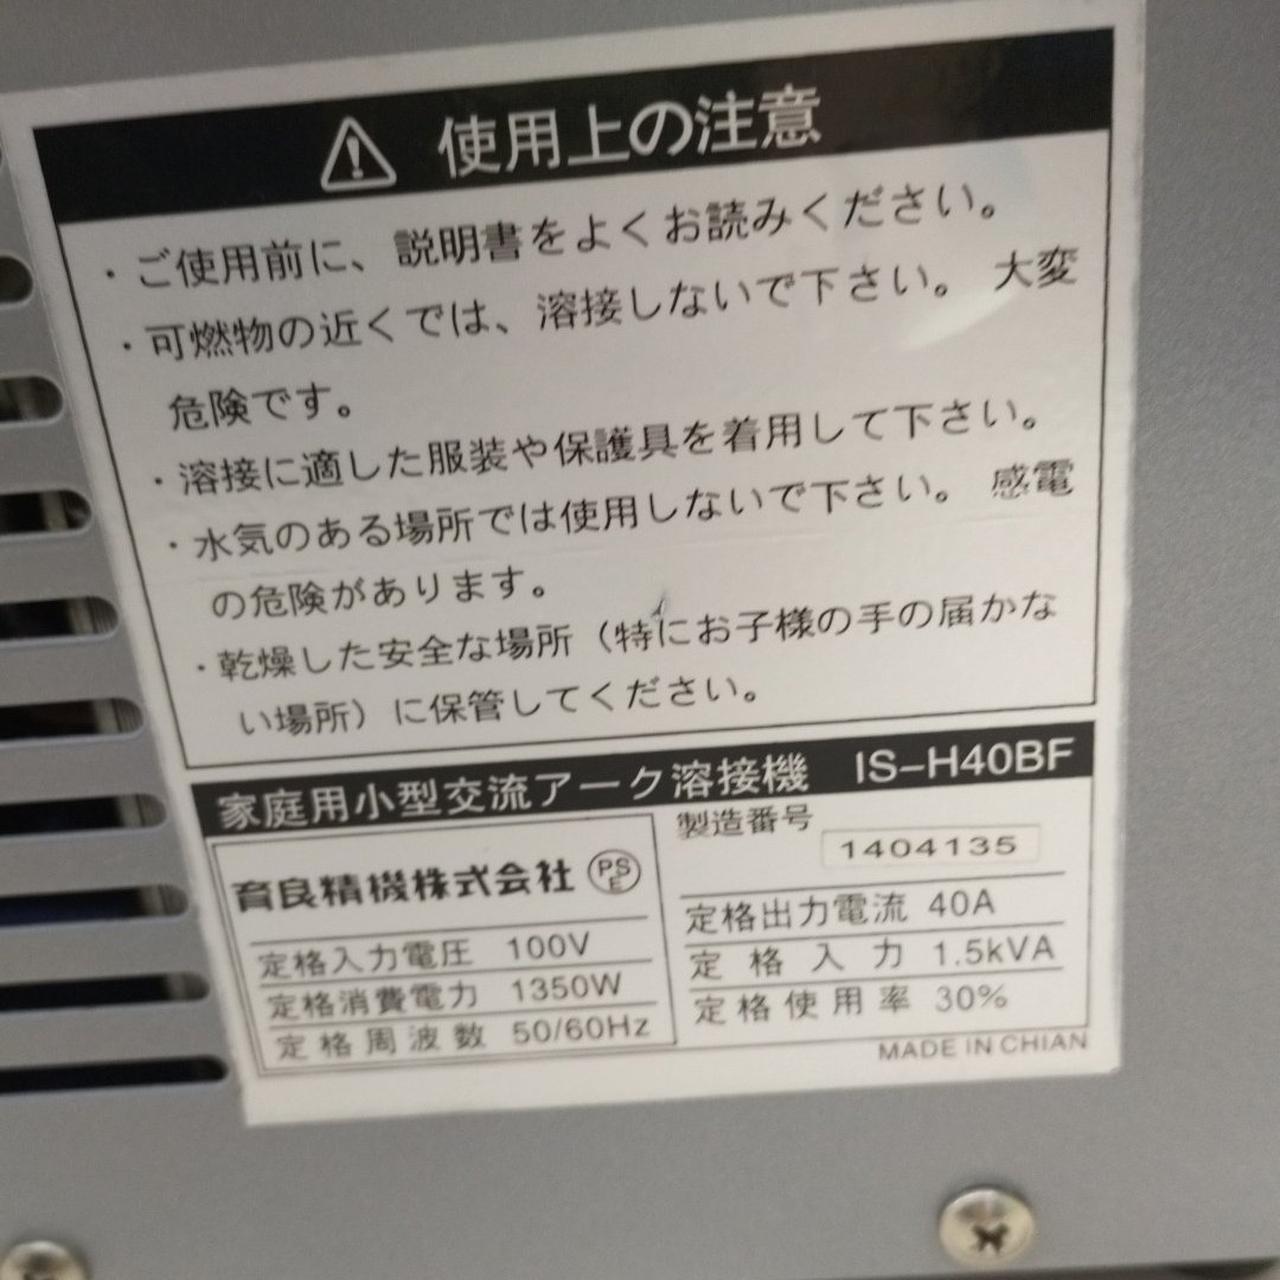 使用上の注意
・ご使用前に、説明書をよくお読みください。
・可燃物の近くでは、溶接しないで下さい。 大変
危険です。
・溶接に適した服装や保護具を着用して下さい。
・水気のある場所では使用しないで下さい。 感電
の危険があります。
・乾燥した安全な場所（特にお子様の手の届かな
い場所）に保管してください。
家庭用小型交流アーク溶接機 IS-H40BF
育良精機株式会社 PSE
定格入力電圧 100V
定格消費電力 1350W
定格周波数 50/60Hz
製造番号
1404135
定格出力電流 40A
定格入力 1.5kVA
定格使用率 30%
MADE IN CHIAN